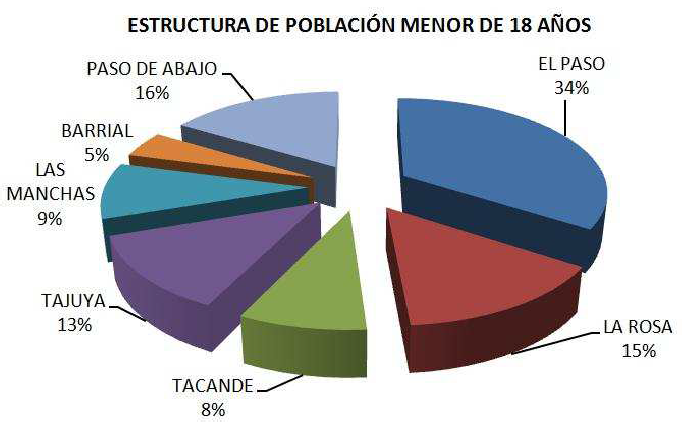 ESTRUCTURA DE POBLACIÓN MENOR DE 18 AÑOS
EL PASO
34%
PASO DE ABAJO
16%
BARRIAL
5%
LAS
MANCHAS
9%
TAJUYA
13%
TACANDE
8%
LA ROSA
15%